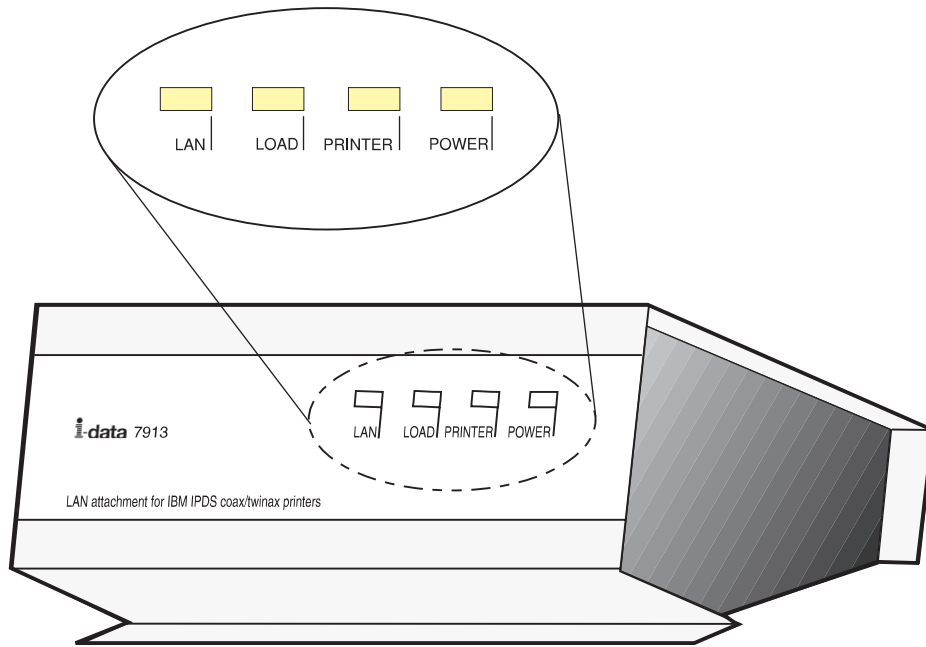 LAN LOAD PRINTER POWER
LAN LOAD PRINTER POWER
i-data 7913
LAN attachment for IBM IPDS coax/twinax printers